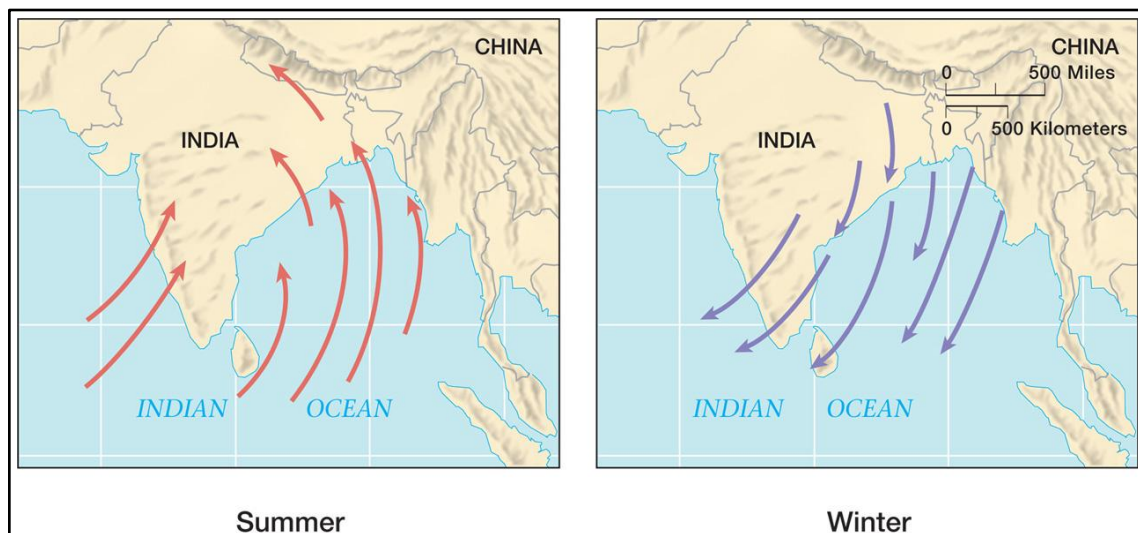 CHINA
INDIA
INDIAN OCEAN
Summer
CHINA
0 500 Miles
0 500 Kilometers
INDIA
INDIAN OCEAN
Winter